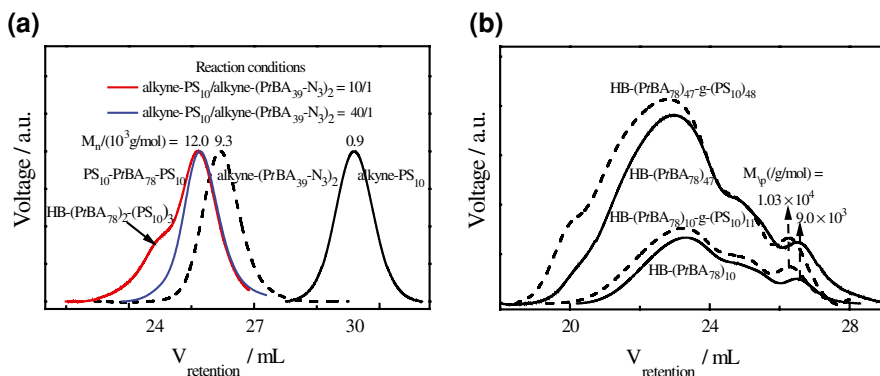 (a)
Reaction conditions
alkyne-PS₁₀/alkyne-(PtBA₃₉-N₃)₂ = 10/1
alkyne-PS₁₀/alkyne-(PtBA₃₉-N₃)₂ = 40/1
Mₙ/(10³g/mol) = 12.0 9.3 0.9
PS₁₀-PtBA₇₈-PS₁₀ alkyne-(PtBA₃₉-N₃)₂ alkyne-PS₁₀
HB-(PtBA₇₈)₂-(PS₁₀)₃
Voltage / a.u.
24 27 30
V_retention / mL
(b)
HB-(PtBA₇₈)₄₇-g-(PS₁₀)₄₈
HB-(PtBA₇₈)₄₇
M\p(/g/mol) =
1.03 × 10⁴
9.0 × 10³
HB-(PtBA₇₈)₁₀-g-(PS₁₀)₁₁
HB-(PtBA₇₈)₁₀
Voltage / a.u.
20 24 28
V_retention / mL